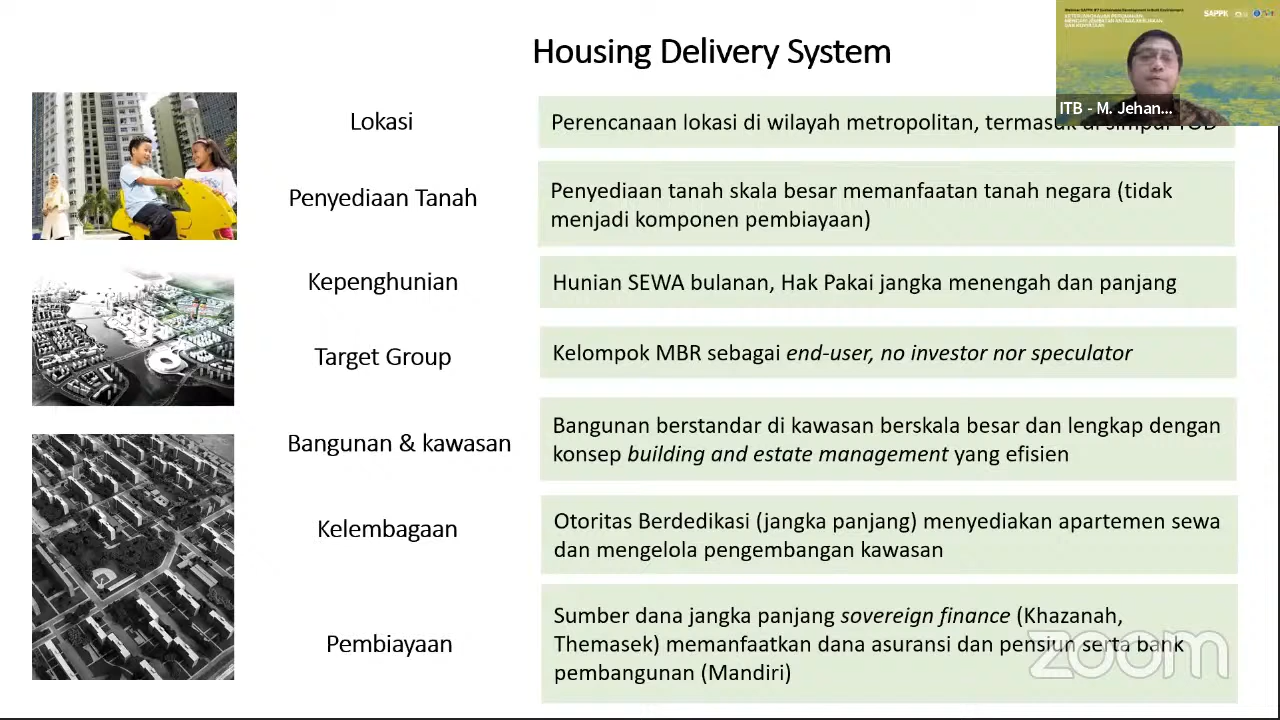 Housing Delivery System
SAPPK
ITB - M. Jehan...
Lokasi
Perencanaan lokasi di wilayah metropolitan, termasuk di simpul TOD
Penyediaan Tanah
Penyediaan tanah skala besar memanfaatan tanah negara (tidak
menjadi komponen pembiayaan)
Kepenghunian
Hunian SEWA bulanan, Hak Pakai jangka menengah dan panjang
Target Group
Kelompok MBR sebagai end-user, no investor nor speculator
Bangunan & kawasan
Bangunan berstandar di kawasan berskala besar dan lengkap dengan
konsep building and estate management yang efisien
Kelembagaan
Otoritas Berdedikasi (jangka panjang) menyediakan apartemen sewa
dan mengelola pengembangan kawasan
Pembiayaan
Sumber dana jangka panjang sovereign finance (Khazanah,
Themasek) memanfaatkan dana asuransi dan pensiun serta bank
pembangunan (Mandiri)
zoom